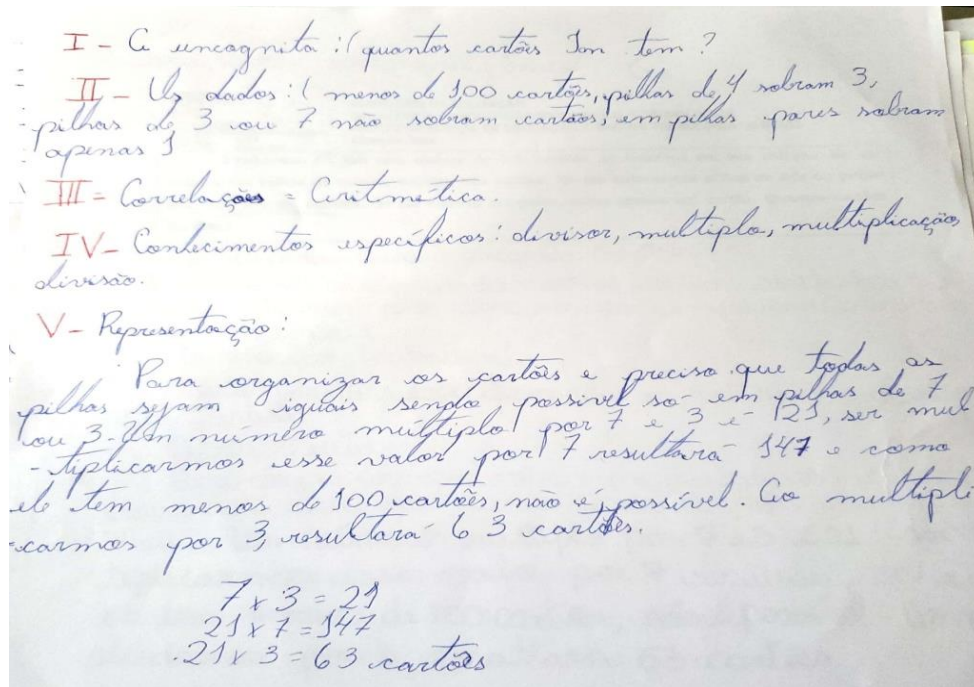 I - A incognita :( quantos cartões Im tem ?
II - Os dados :( menos de 100 cartões, pilhas de 4 sobram 3,
pilhas de 3 ou 7 não sobram cartões, em pilhas pares sobram
apenas 1
III = Correlações = Aritmética.
IV - Conhecimentos especificos: divisor, multiplo, multiplicação,
divisão.
V - Representação:
Para organizar os cartões e preciso que todas as
pilhas sejam iguais sendo possivel so em pilhas de 7
ou 3. Um número múltiplo por 7 e 3 é 21, ser mul
-tiplicarmos esse valor por 7 resultará 147 e como
ele tem menos de 100 cartões, não é possível. Ao multipli
-carmos por 3, resultará 63 cartões.
7 x 3 = 21
21 x 7 = 147
21 x 3 = 63 cartões